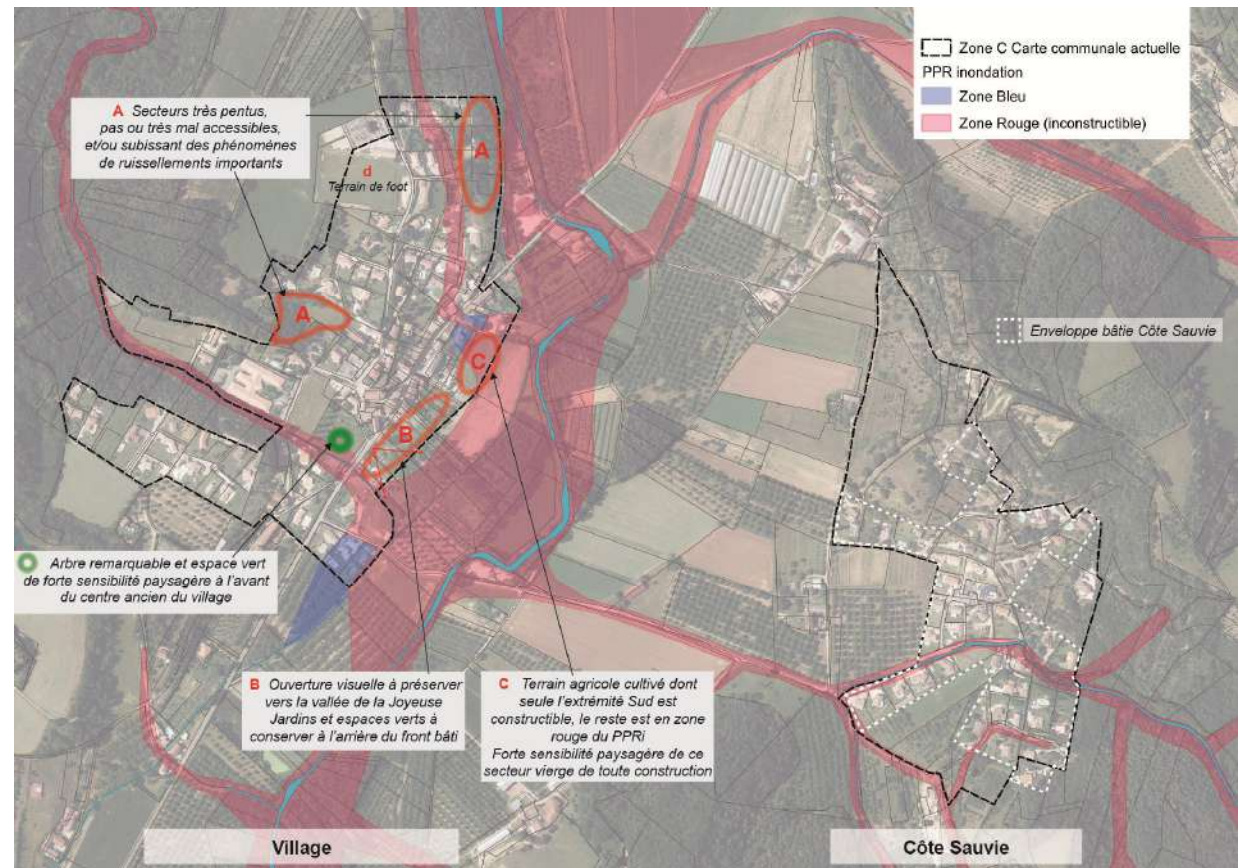 Zone C Carte communale actuelle
PPR inondation
Zone Bleu
Zone Rouge (inconstructible)
A Secteurs très pentus,
pas ou très mal accessibles,
et/ou subissant des phénomènes
de ruissellements importants
A
d
Terrain de foot
A
Enveloppe bâtie Côte Sauvie
C
B
Arbre remarquable et espace vert
de forte sensibilité paysagère à l'avant
du centre ancien du village
B Ouverture visuelle à préserver
vers la vallée de la Joyeuse
Jardins et espaces verts à
conserver à l'arrière du front bâti
C Terrain agricole cultivé dont
seule l'extrémité Sud est
constructible, le reste est en zone
rouge du PPRi
Forte sensibilité paysagère de ce
secteur vierge de toute construction
Village
Côte Sauvie